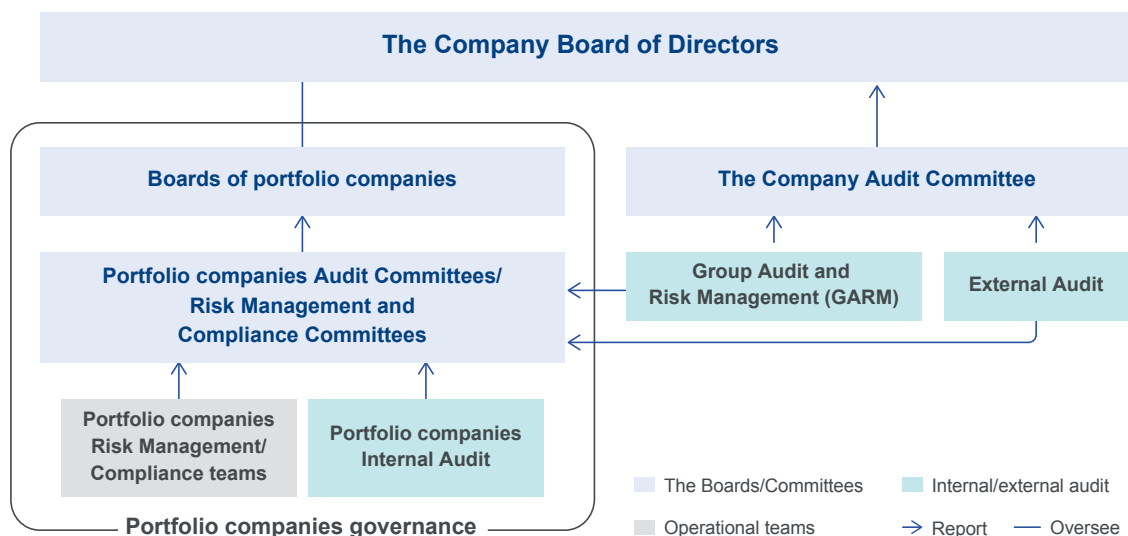 The Company Board of Directors
Boards of portfolio companies
The Company Audit Committee
Portfolio companies Audit Committees/
Risk Management and
Compliance Committees
Group Audit and
Risk Management (GARM)
External Audit
Portfolio companies
Risk Management/
Compliance teams
Portfolio companies
Internal Audit
Portfolio companies governance
The Boards/Committees
Internal/external audit
Operational teams
Report
Oversee